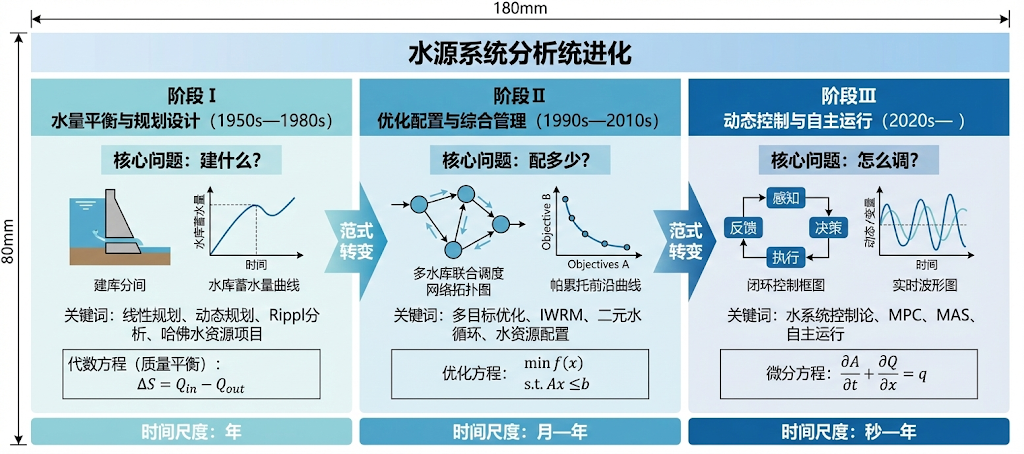 180mm
80mm
水源系统分析统进化
阶段Ⅰ
水量平衡与规划设计（1950s—1980s）
核心问题：建什么？
水库蓄水量
时间
建库分间
水库蓄水量曲线
关键词：线性规划、动态规划、Rippl分
析、哈佛水资源项目
代数方程（质量平衡）：
ΔS = Q_in − Q_out
时间尺度：年
范式
转变
阶段Ⅱ
优化配置与综合管理（1990s—2010s）
核心问题：配多少？
多水库联合调度
网络拓扑图
Objective B
Objectives A
帕累托前沿曲线
关键词：多目标优化、IWRM、二元水
循环、水资源配置
优化方程：
min f(x)
s.t. Ax ≤b
时间尺度：月—年
范式
转变
阶段Ⅲ
动态控制与自主运行（2020s— ）
核心问题：怎么调？
感知
反馈
决策
执行
闭环控制框图
动态/变量
时间
实时波形图
关键词：水系统控制论、MPC、MAS、
自主运行
微分方程：∂A/∂t + ∂Q/∂x = q
时间尺度：秒—年